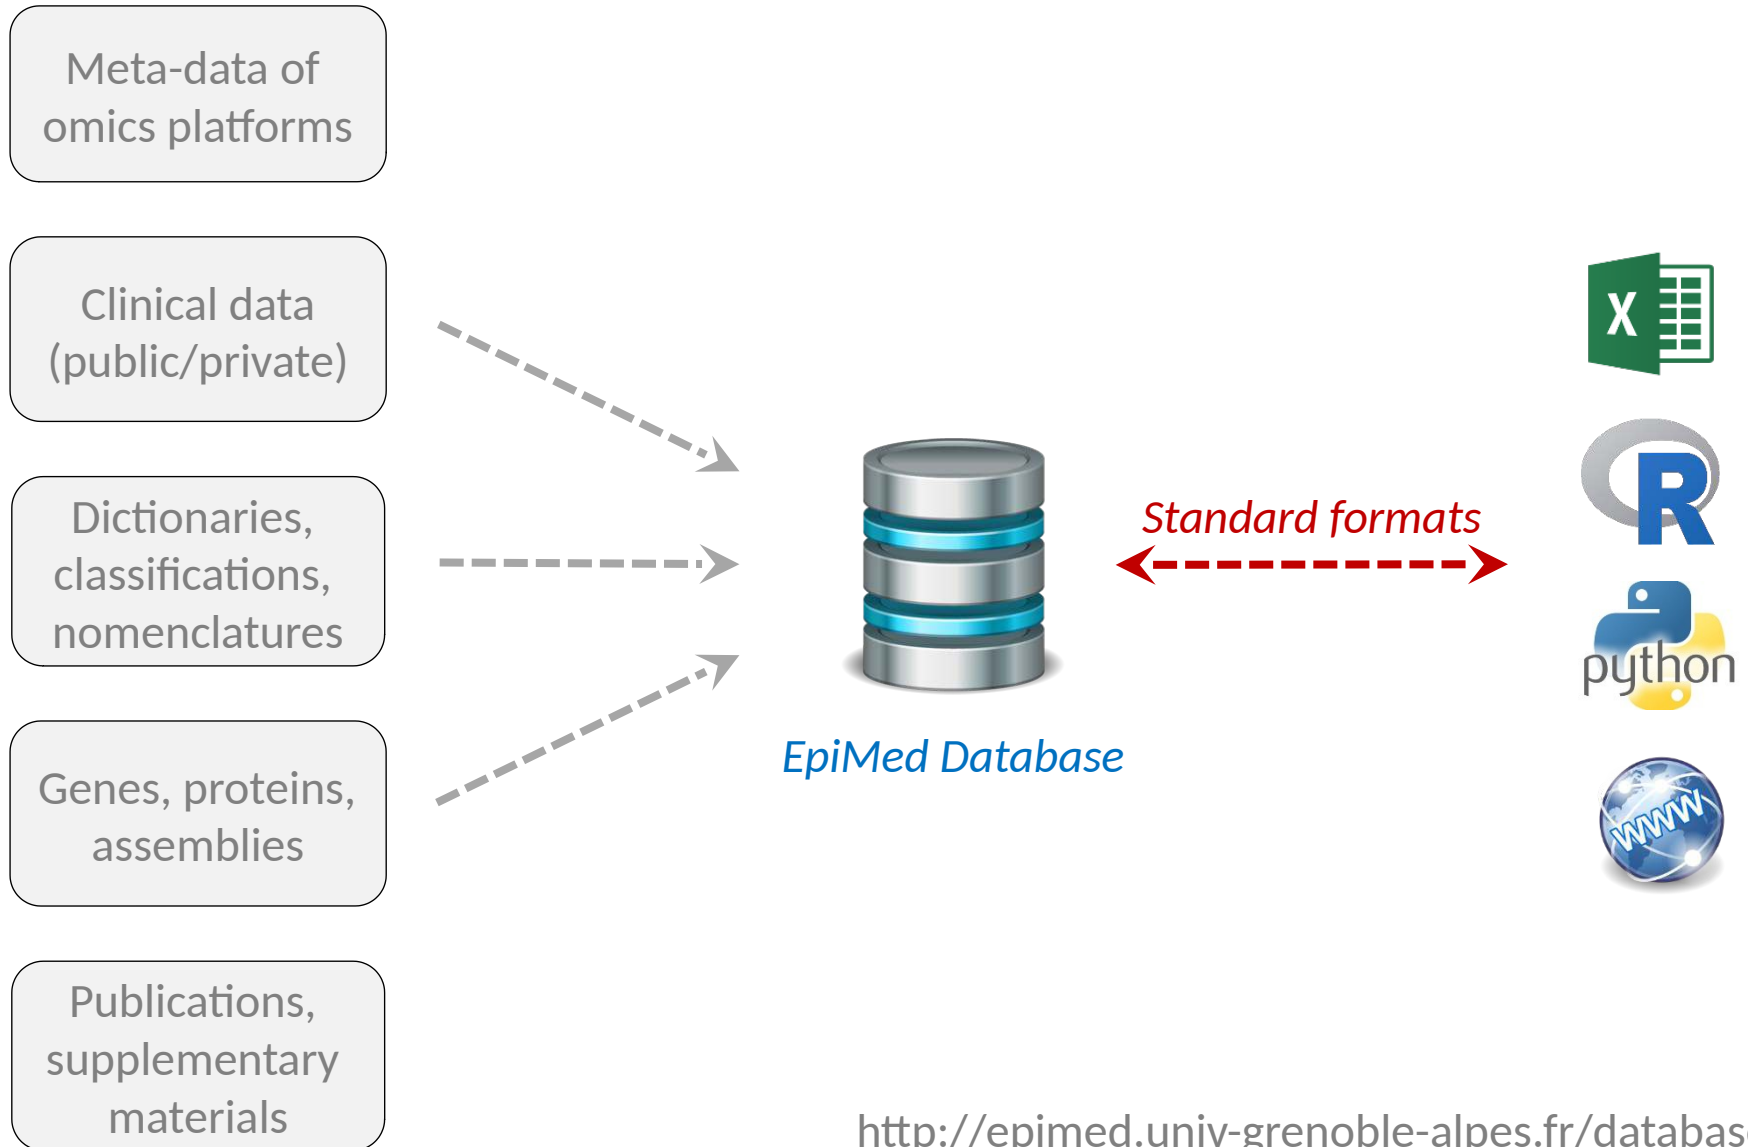 Meta-data of
omics platforms
Clinical data
(public/private)
Dictionaries,
classifications,
nomenclatures
Genes, proteins,
assemblies
Publications,
supplementary
materials
EpiMed Database
Standard formats
X
R
python
WWW
http://epimed.univ-grenoble-alpes.fr/database